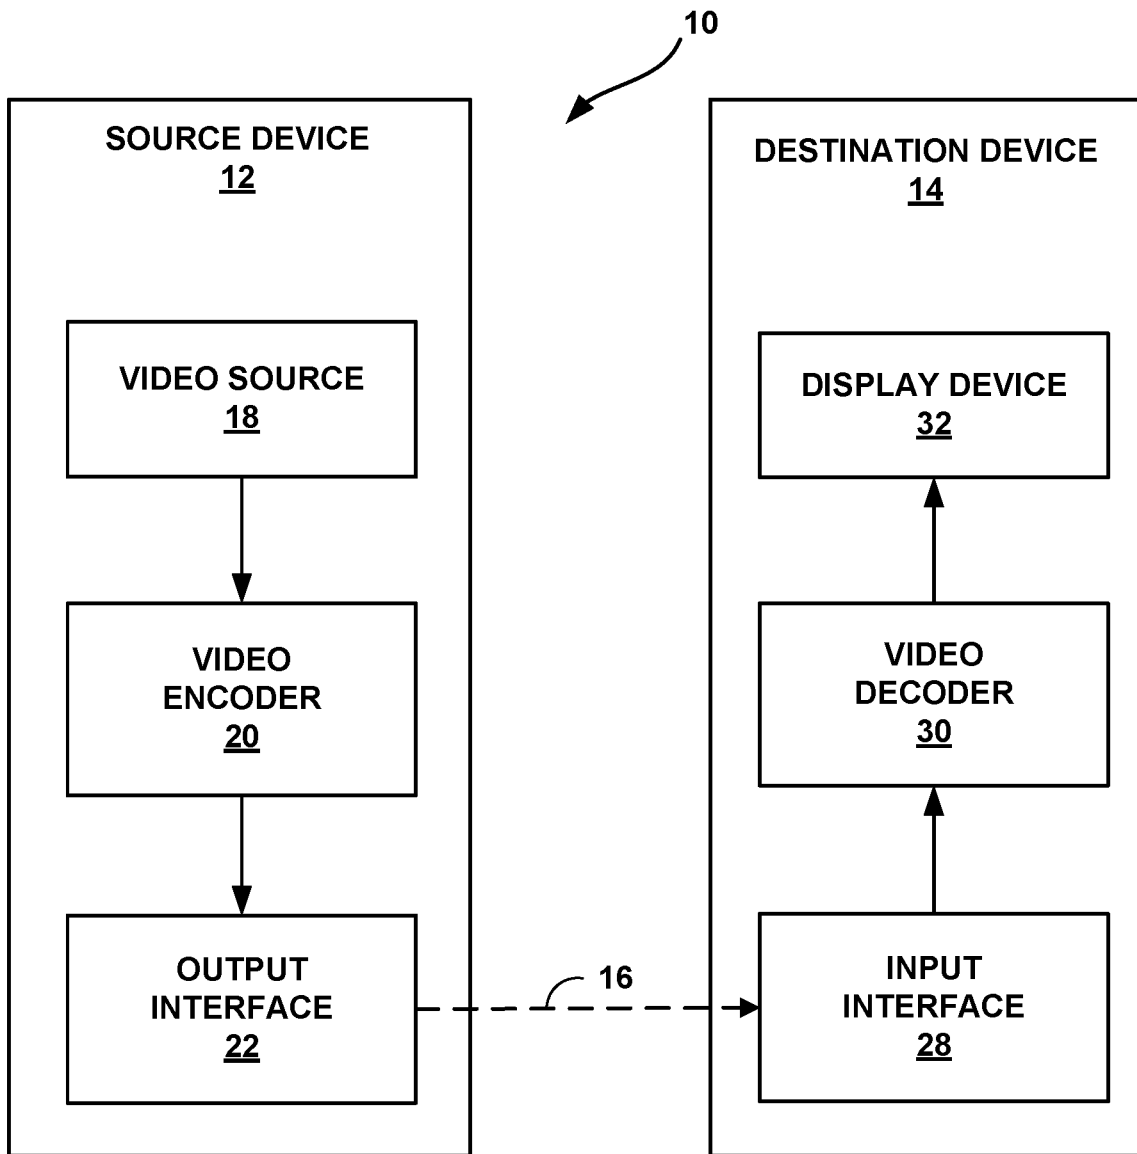 10
SOURCE DEVICE
12
VIDEO SOURCE
18
VIDEO
ENCODER
20
OUTPUT
INTERFACE
22
16
DESTINATION DEVICE
14
DISPLAY DEVICE
32
VIDEO
DECODER
30
INPUT
INTERFACE
28